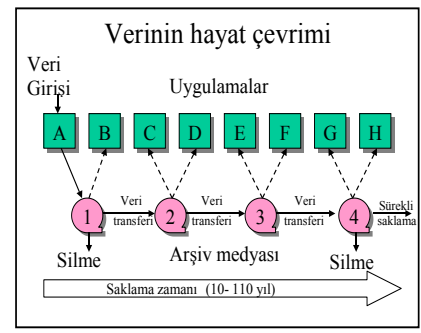 Verinin hayat çevrimi
Veri
Girişi
Uygulamalar
A B C D E F G H
Veri Veri Veri Sürekli
1 transferi 2 transferi 3 transferi 4 saklama
Silme Arşiv medyası Silme
Saklama zamanı (10- 110 yıl)